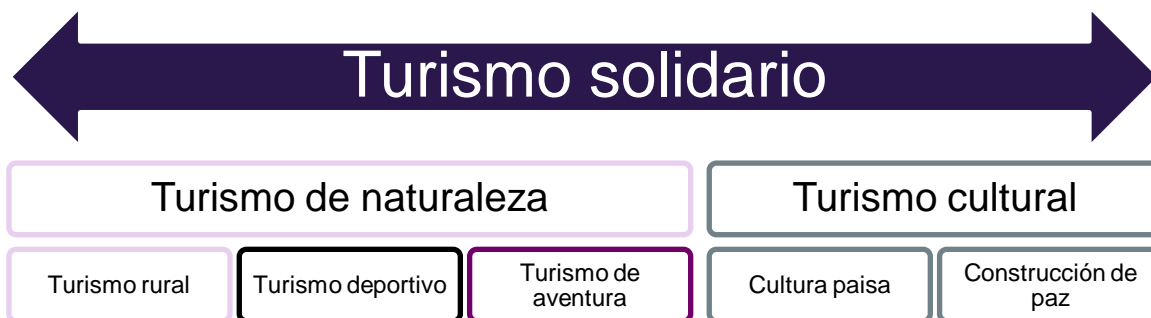 Turismo solidario
Turismo de naturaleza
Turismo cultural
Turismo rural
Turismo deportivo
Turismo de
aventura
Cultura paisa
Construcción de
paz